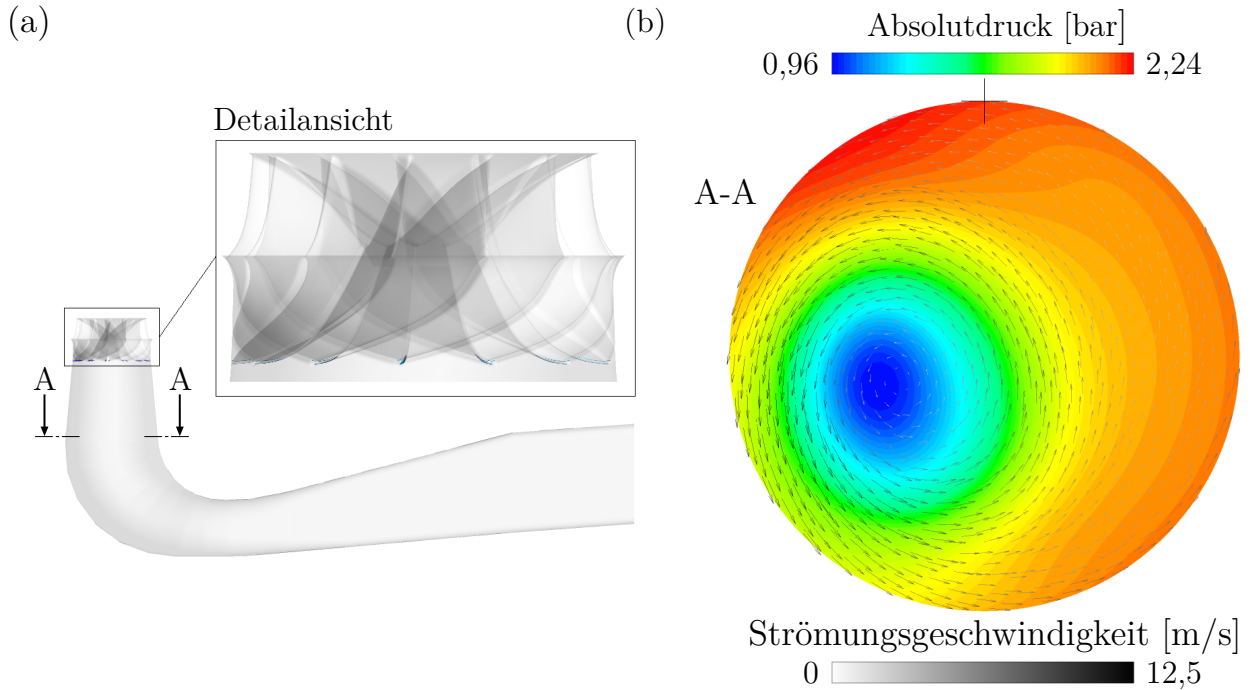 (a)
Detailansicht
A
A
(b)
Absolutdruck [bar]
0,96
2,24
A-A
Strömungsgeschwindigkeit [m/s]
0
12,5